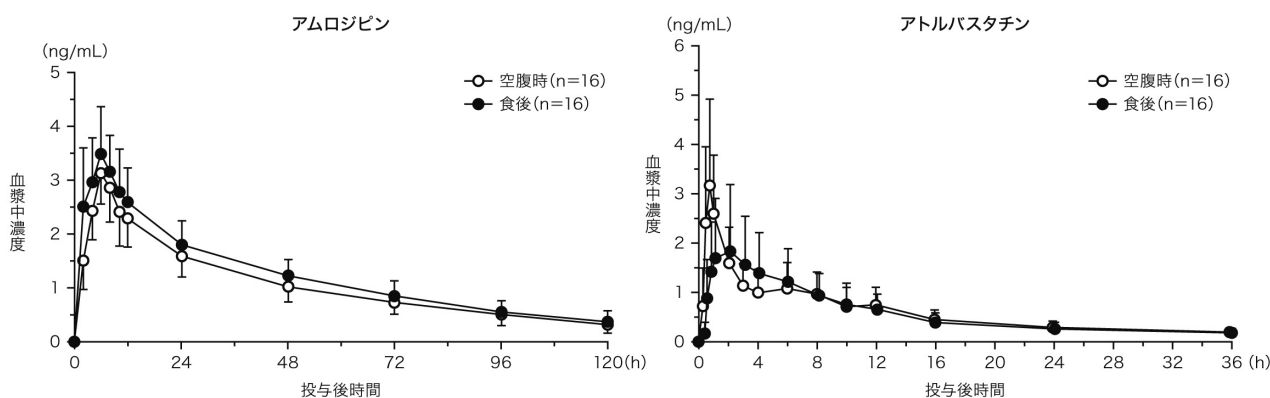 アムロジピン
(ng/mL)
5
4
3
2
1
0
血漿中濃度
空腹時(n=16)
食後(n=16)
0 24 48 72 96 120(h)
投与後時間
アトルバスタチン
(ng/mL)
6
5
4
3
2
1
0
血漿中濃度
空腹時(n=16)
食後(n=16)
0 4 8 12 16 20 24 28 32 36 (h)
投与後時間